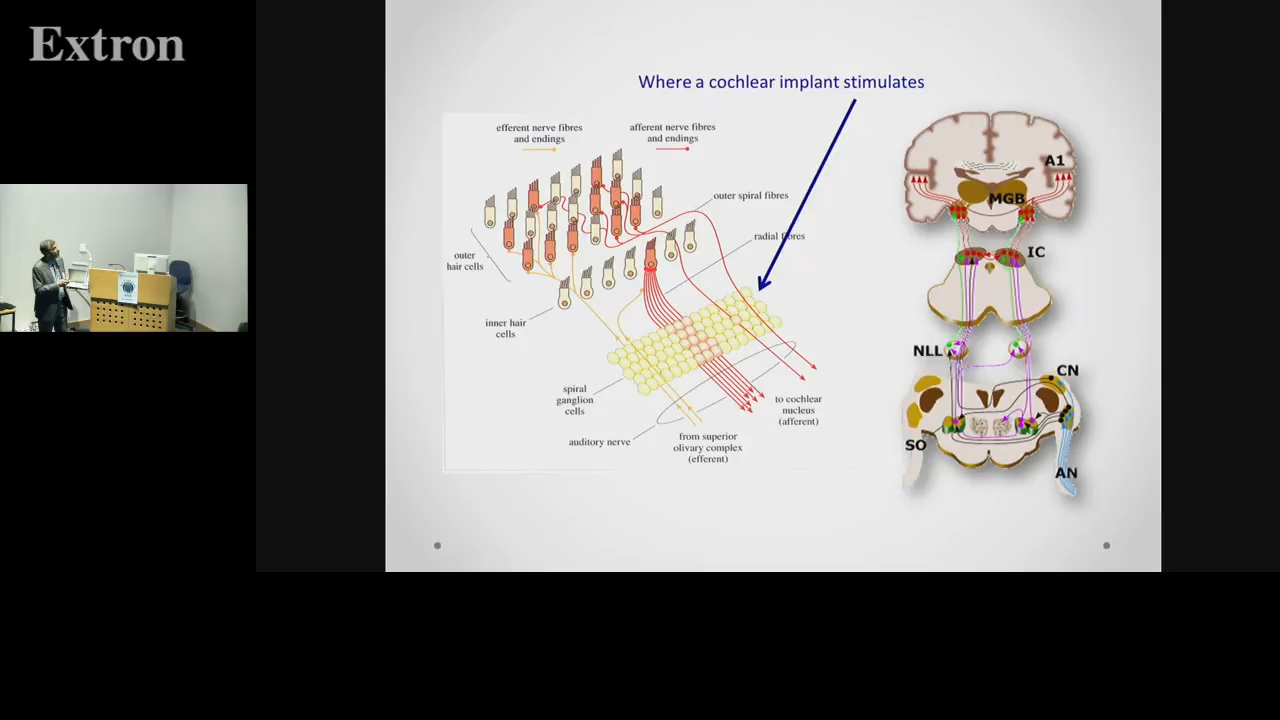 Extron
Where a cochlear implant stimulates
efferent nerve fibres
and endings
afferent nerve fibres
and endings
outer spiral fibres
radial fibres
outer
hair cells
inner hair
cells
spiral
ganglion
cells
auditory nerve
from superior
olivary complex
(efferent)
to cochlear
nucleus
(afferent)
A1
MGB
IC
NLL
CN
SO
AN